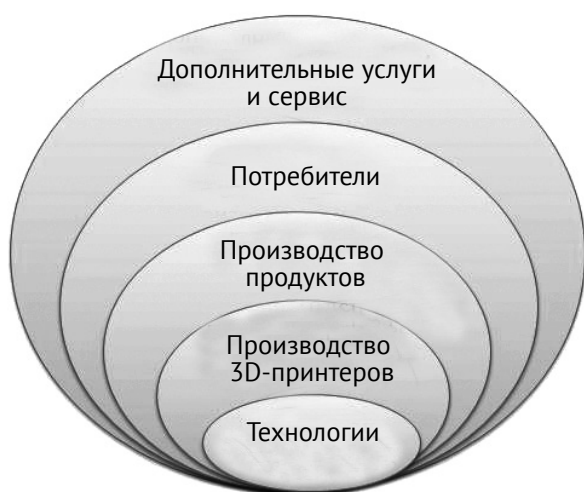 Дополнительные услуги
и сервис
Потребители
Производство
продуктов
Производство
3D-принтеров
Технологии